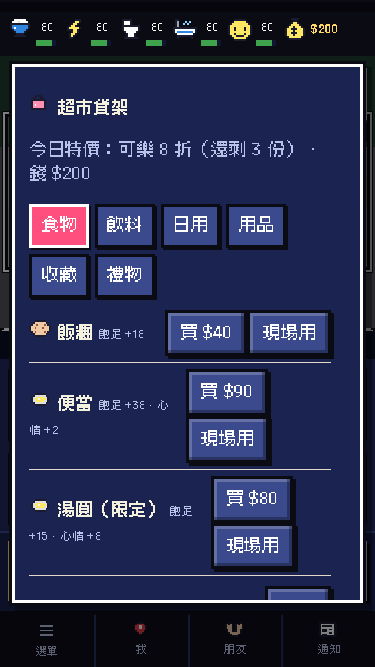 80 80 80 80 80 $200
超市貨架
今日特價：可樂 8 折（還剩 3 份） ·
錢 $200
食物 飲料 日用 用品
收藏 禮物
飯糰 飽足 +18 買 $40 現場用
便當 飽足 +38 · 心
情 +2
買 $90
現場用
湯圓（限定） 飽足
+15 · 心情 +8
買 $80
現場用
選單 我 朋友 通知